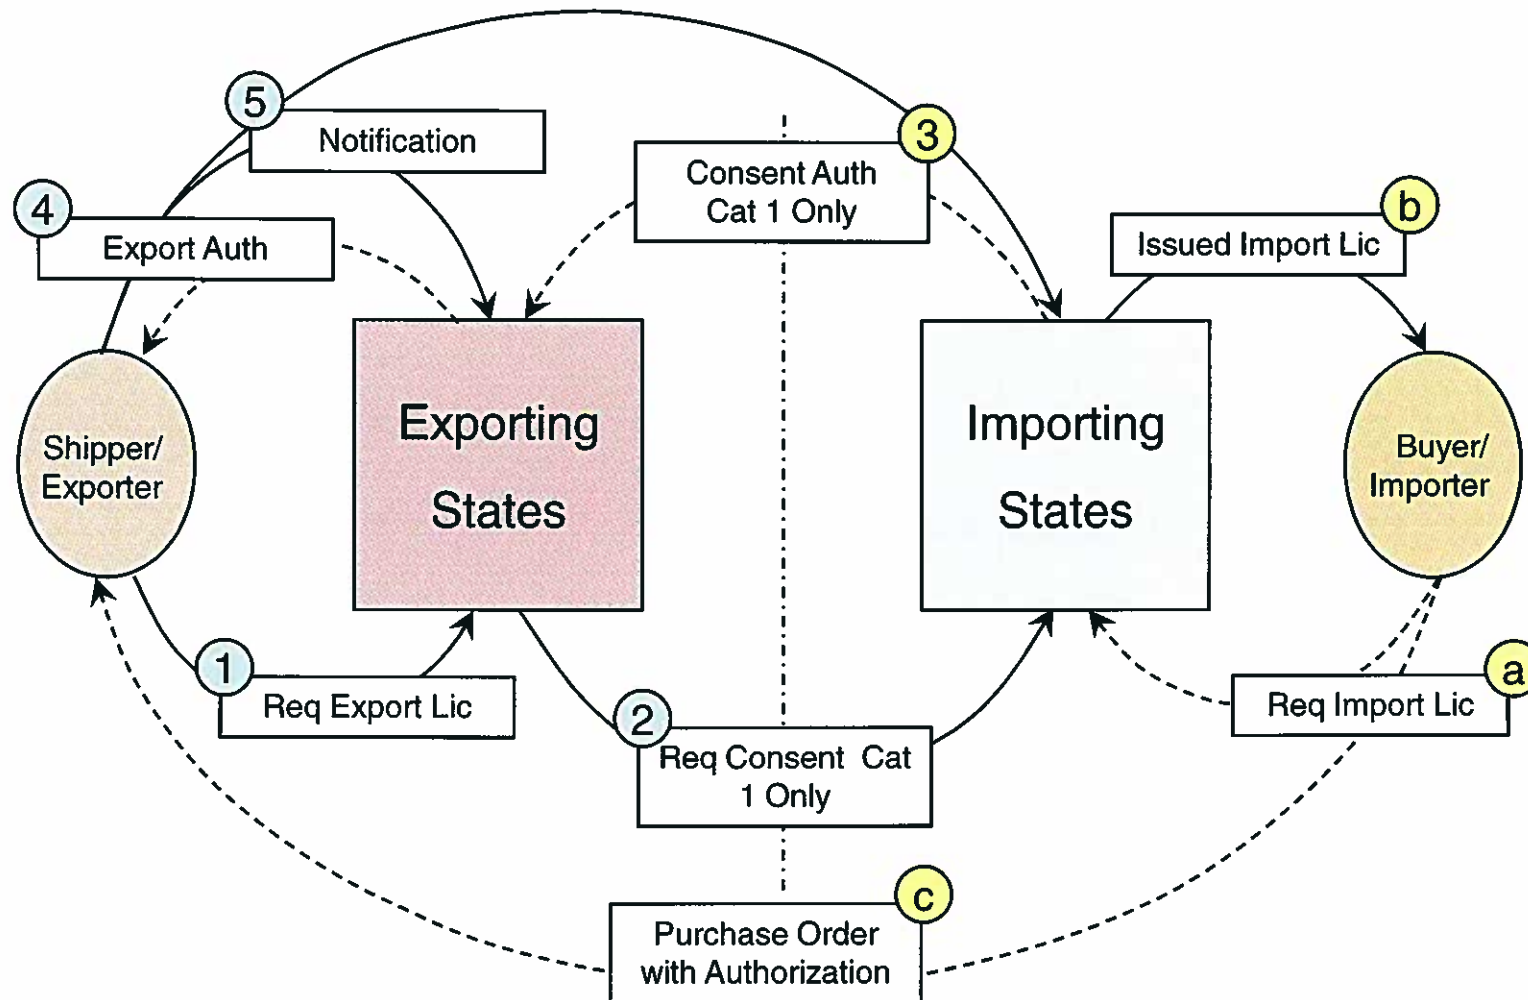 5
Notification
3
Consent Auth
Cat 1 Only
4
Export Auth
b
Issued Import Lic
Shipper/
Exporter
Exporting
States
Importing
States
Buyer/
Importer
1
Req Export Lic
2
Req Consent Cat
1 Only
a
Req Import Lic
c
Purchase Order
with Authorization